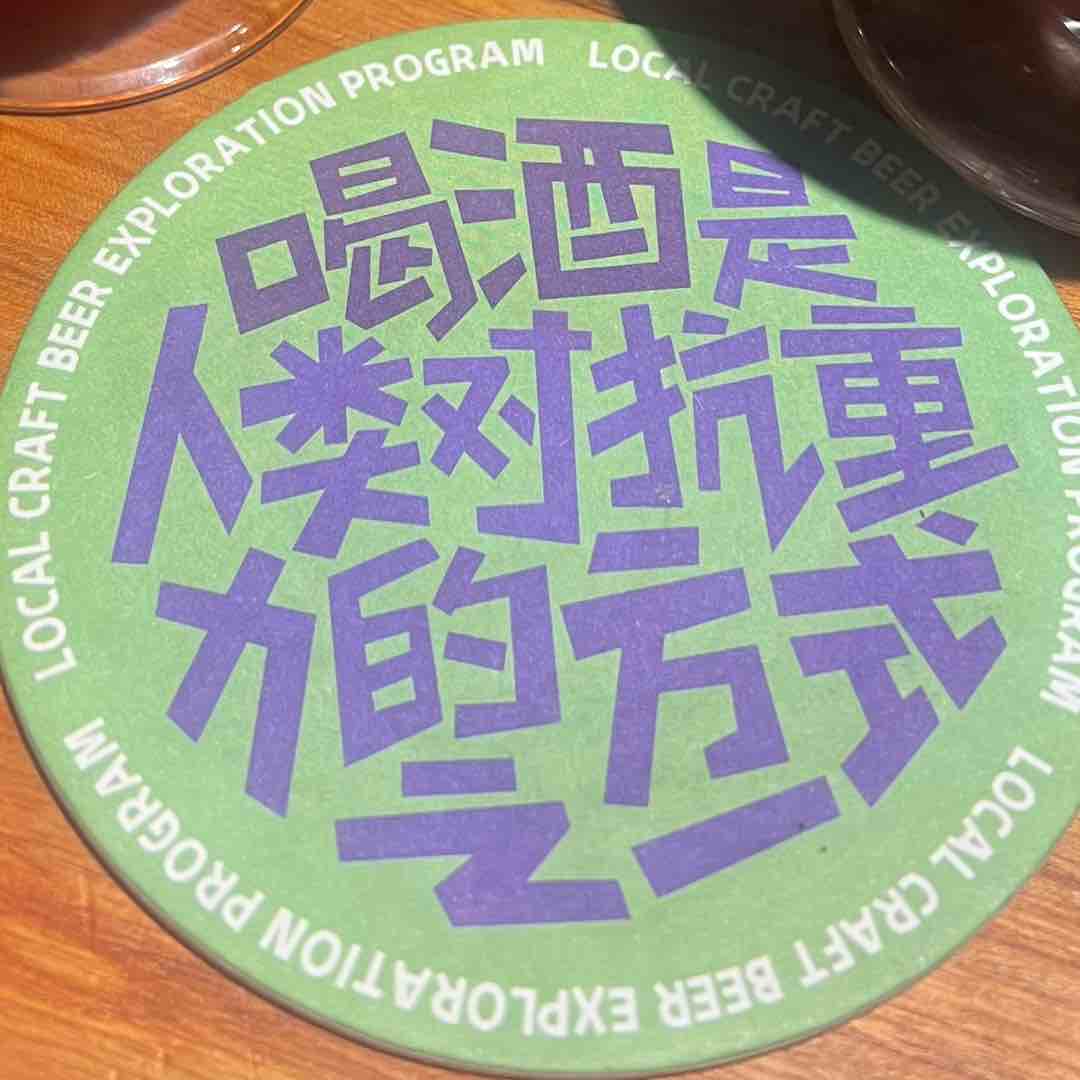 喝酒是
人类对抗重
力的方式
之一
LOCAL CRAFT BEER EXPLORATION PROGRAM
LOCAL CRAFT BEER EXPLORATION PROGRAM
LOCAL CRAFT BEER EXPLORATION PROGRAM